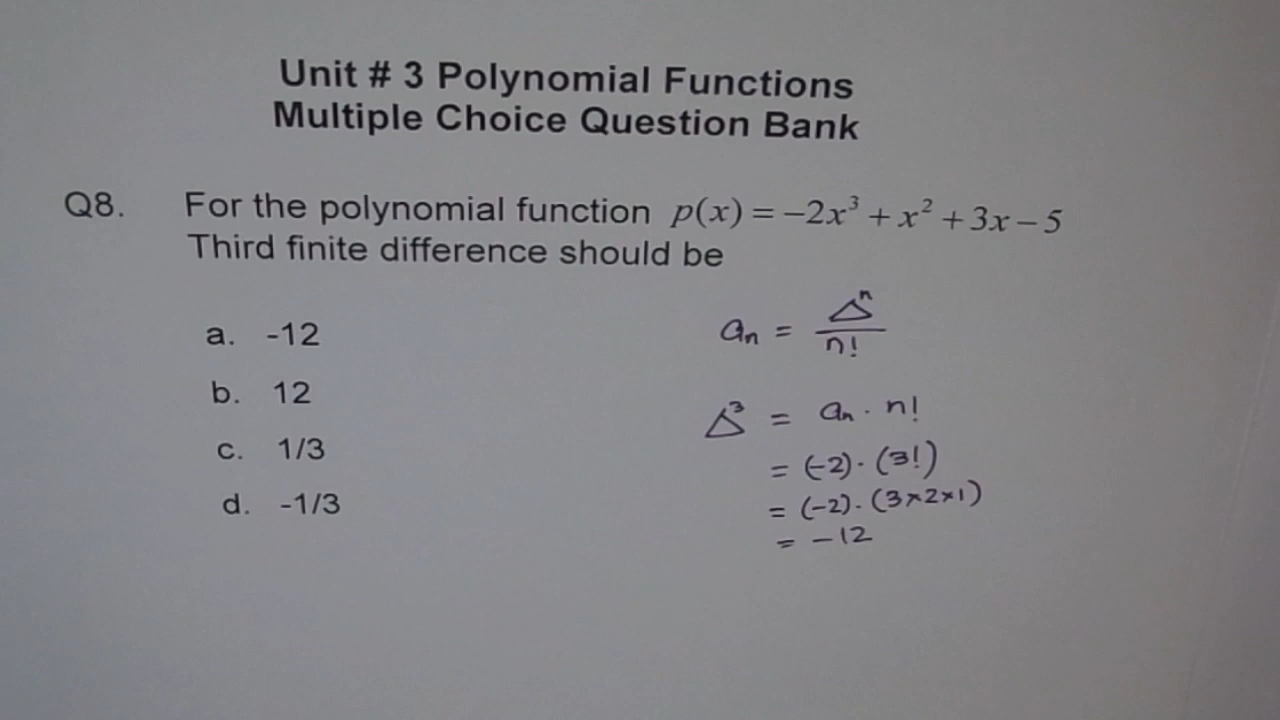 Unit # 3 Polynomial Functions
Multiple Choice Question Bank
Q8. For the polynomial function p(x) = −2x³ + x² + 3x − 5
Third finite difference should be
a. -12
b. 12
c. 1/3
d. -1/3
aₙ = Δⁿ / n!
Δ³ = aₙ · n!
= (-2) · (3!)
= (-2) · (3×2×1)
= -12